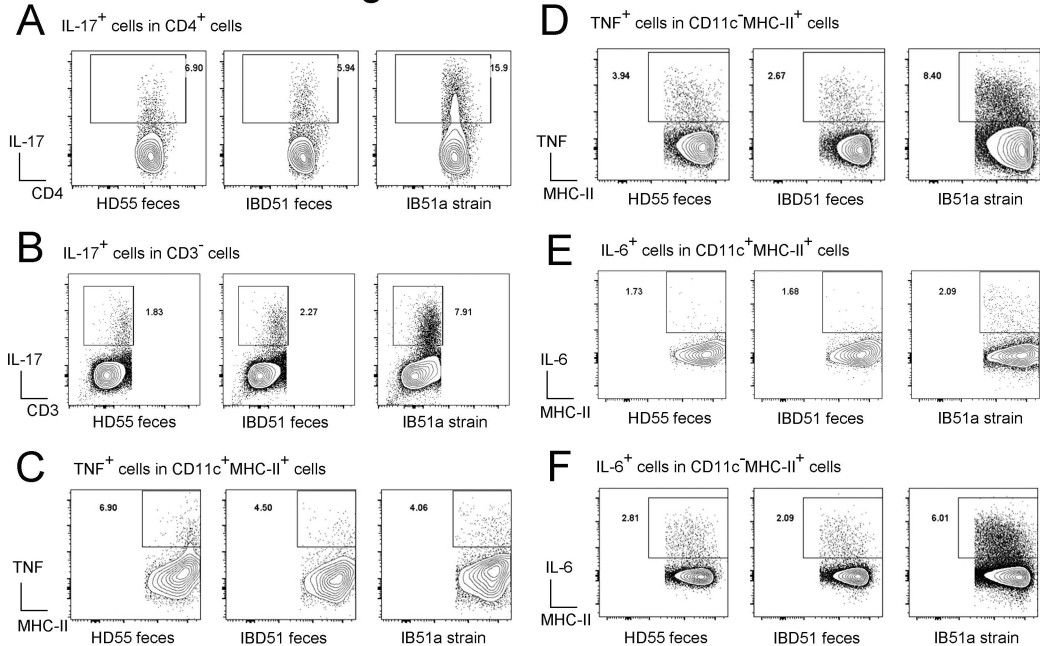 A
IL-17+ cells in CD4+ cells
6.90
5.94
15.9
IL-17
CD4
HD55 feces
IBD51 feces
IB51a strain
B
IL-17+ cells in CD3- cells
1.83
2.27
7.91
IL-17
CD3
HD55 feces
IBD51 feces
IB51a strain
C
TNF+ cells in CD11c+MHC-II+ cells
6.90
4.50
4.06
TNF
MHC-II
HD55 feces
IBD51 feces
IB51a strain
D
TNF+ cells in CD11c-MHC-II+ cells
3.94
2.67
8.40
TNF
MHC-II
HD55 feces
IBD51 feces
IB51a strain
E
IL-6+ cells in CD11c+MHC-II+ cells
1.73
1.68
2.09
IL-6
MHC-II
HD55 feces
IBD51 feces
IB51a strain
F
IL-6+ cells in CD11c-MHC-II+ cells
2.81
2.09
6.01
IL-6
MHC-II
HD55 feces
IBD51 feces
IB51a strain